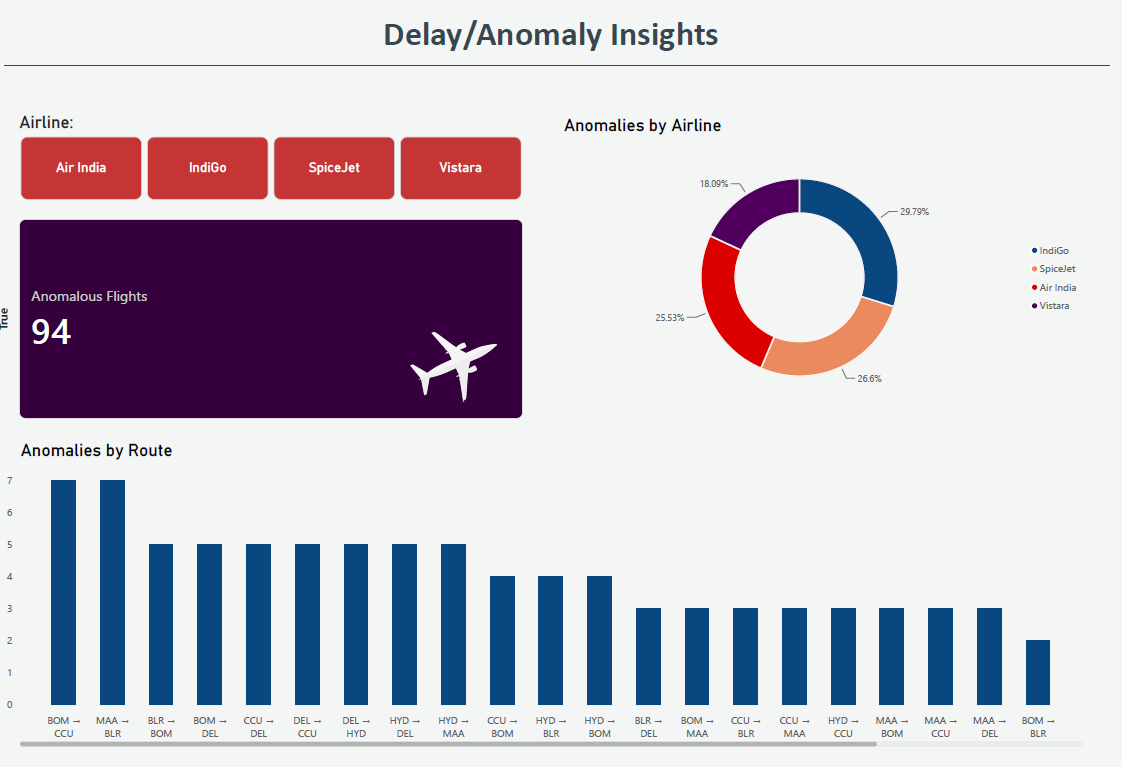 Delay/Anomaly Insights
Airline:
Air India
IndiGo
SpiceJet
Vistara
Anomalous Flights
94
True
Anomalies by Airline
18.09%
29.79%
25.53%
26.6%
IndiGo
SpiceJet
Air India
Vistara
Anomalies by Route
7
6
5
4
3
2
1
0
BOM →
CCU
MAA →
BLR
BLR →
BOM
BOM →
DEL
CCU →
DEL
DEL →
CCU
DEL →
HYD
HYD →
DEL
HYD →
MAA
CCU →
BOM
HYD →
BLR
HYD →
BOM
BLR →
DEL
BOM →
MAA
CCU →
BLR
CCU →
MAA
HYD →
CCU
MAA →
BOM
MAA →
CCU
MAA →
DEL
BOM →
BLR